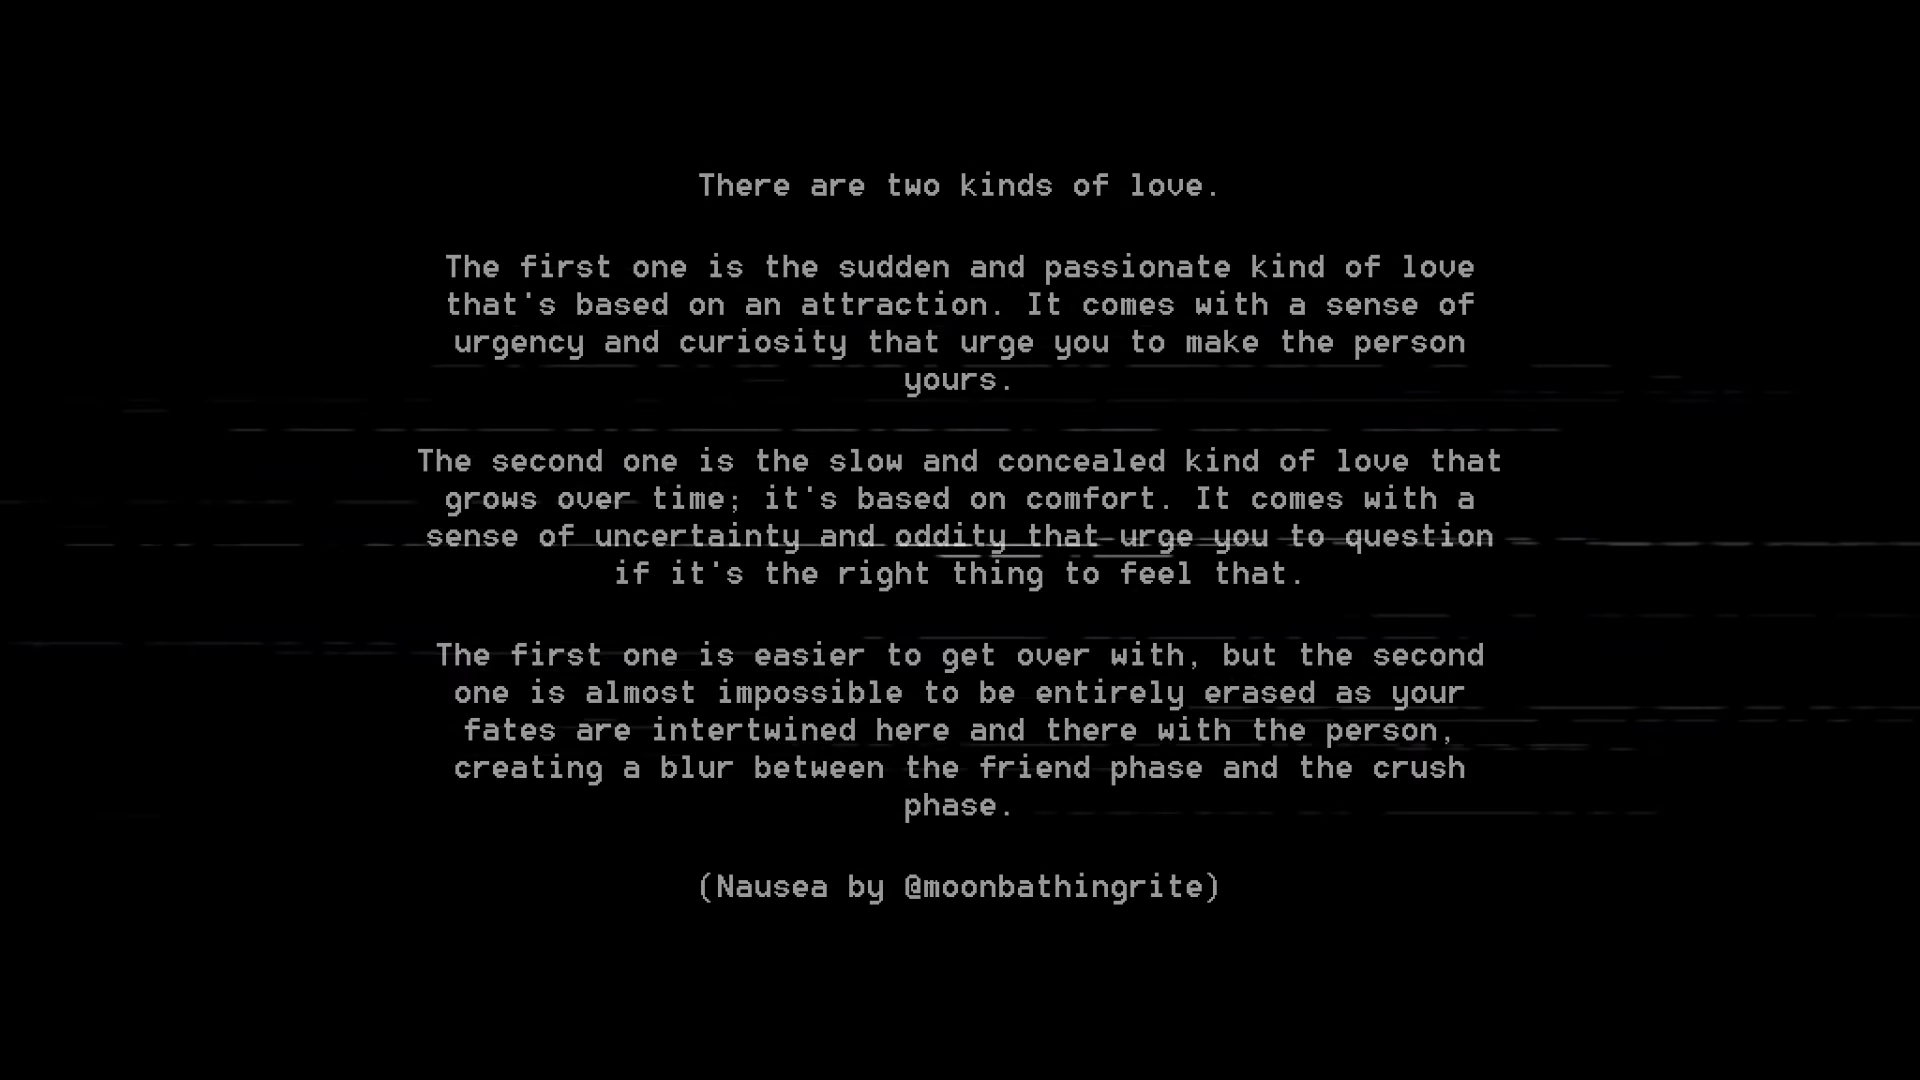 There are two kinds of love.
The first one is the sudden and passionate kind of love
that's based on an attraction. It comes with a sense of
urgency and curiosity that urge you to make the person
yours.
The second one is the slow and concealed kind of love that
grows over time; it's based on comfort. It comes with a
sense of uncertainty and oddity that urge you to question
if it's the right thing to feel that.
The first one is easier to get over with, but the second
one is almost impossible to be entirely erased as your
fates are intertwined here and there with the person,
creating a blur between the friend phase and the crush
phase.
(Nausea by @moonbathingrite)